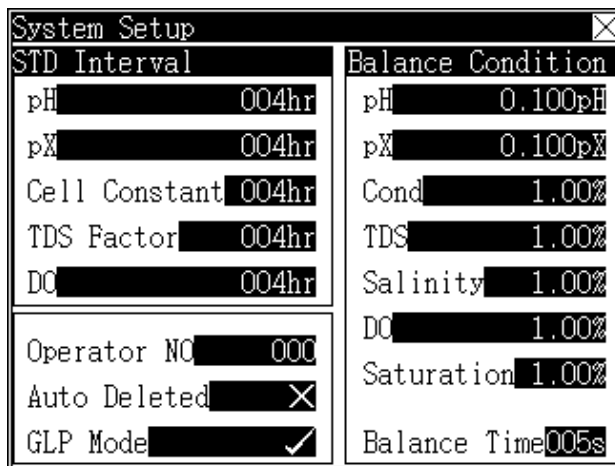 System Setup
STD Interval
pH 004hr
pX 004hr
Cell Constant 004hr
TDS Factor 004hr
DO 004hr
Operator NO 000
Auto Deleted
GLP Mode
Balance Condition
pH 0.100pH
pX 0.100pX
Cond 1.00%
TDS 1.00%
Salinity 1.00%
DO 1.00%
Saturation 1.00%
Balance Time 005s